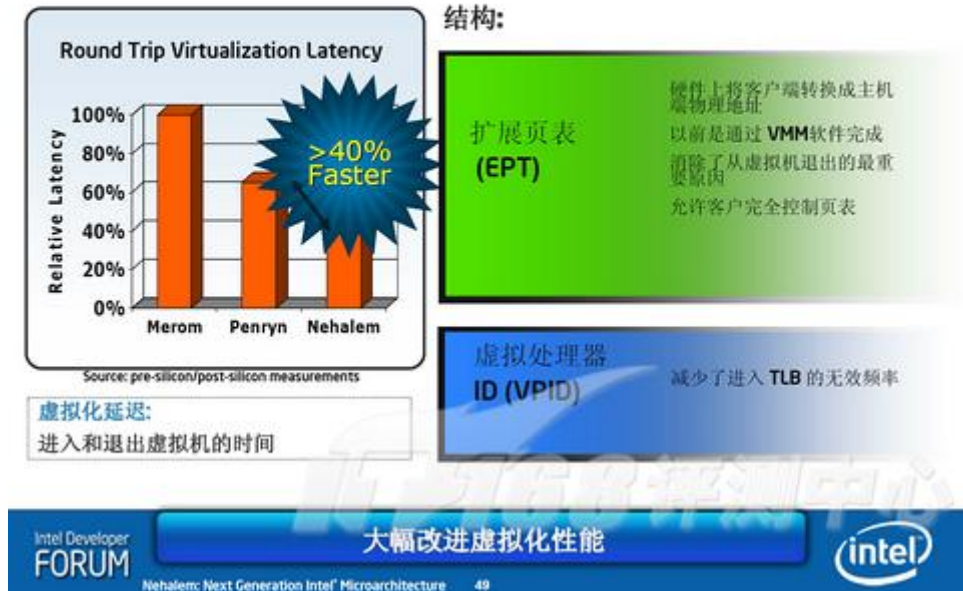 结构:
Round Trip Virtualization Latency
100%
80%
60%
40%
20%
0%
Relative Latency
>40%
Faster
Merom Penryn Nehalem
Source: pre-silicon/post-silicon measurements
虚拟化延迟:
进入和退出虚拟机的时间
扩展页表
(EPT)
硬件上将客户端转换成主机
端物理地址
以前是通过 VMM软件完成
消除了从虚拟机退出的最重
要原因
允许客户完全控制页表
虚拟处理器
ID (VPID)
减少了进入 TLB 的无效频率
IT168评测中心
Intel Developer
FORUM
大幅改进虚拟化性能
(intel)
Nehalem: Next Generation Intel® Microarchitecture 49